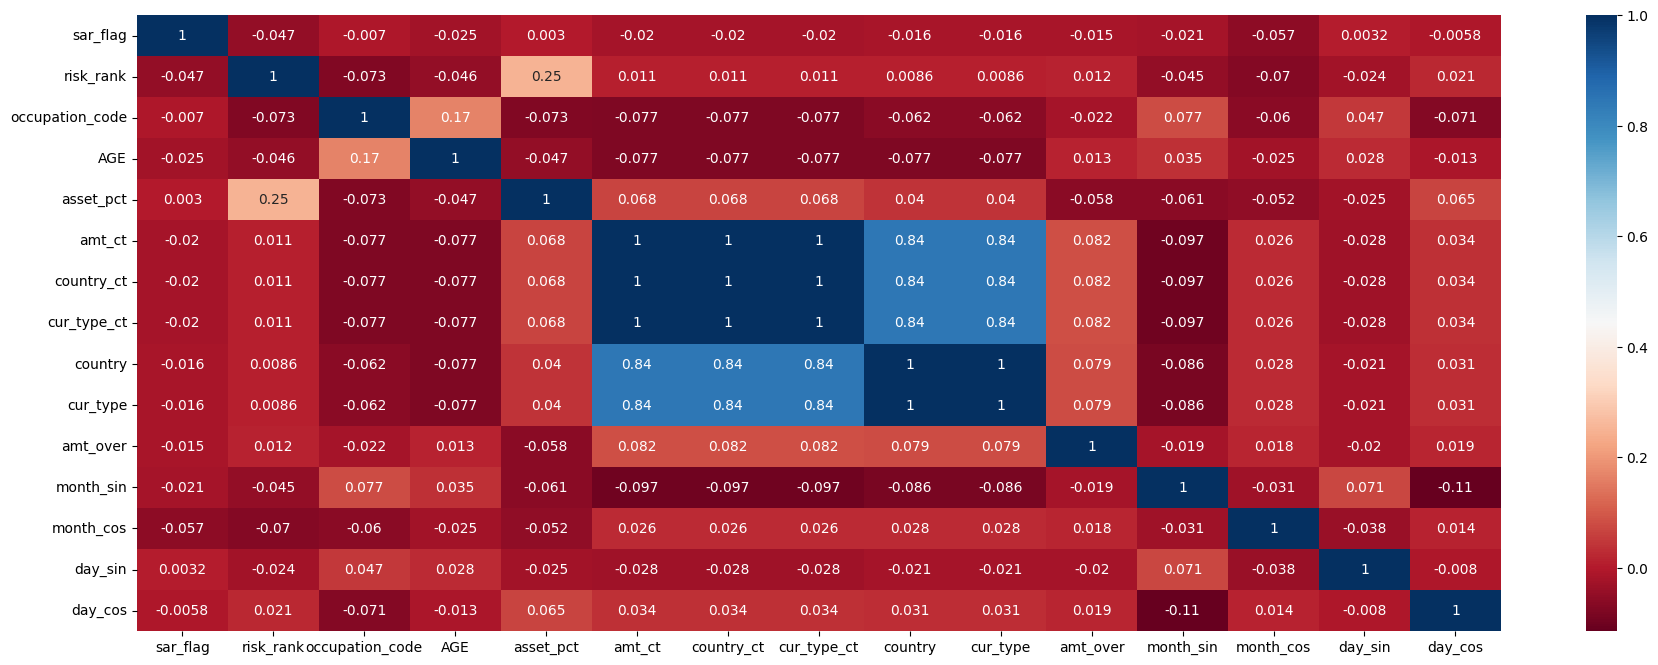 sar_flag 1 -0.047 -0.007 -0.025 0.003 -0.02 -0.02 -0.02 -0.016 -0.016 -0.015 -0.021 -0.057 0.0032 -0.0058
risk_rank -0.047 1 -0.073 -0.046 0.25 0.011 0.011 0.011 0.0086 0.0086 0.012 -0.045 -0.07 -0.024 0.021
occupation_code -0.007 -0.073 1 0.17 -0.073 -0.077 -0.077 -0.077 -0.062 -0.062 -0.022 0.077 -0.06 0.047 -0.071
AGE -0.025 -0.046 0.17 1 -0.047 -0.077 -0.077 -0.077 -0.077 -0.077 0.013 0.035 -0.025 0.028 -0.013
asset_pct 0.003 0.25 -0.073 -0.047 1 0.068 0.068 0.068 0.04 0.04 -0.058 -0.061 -0.052 -0.025 0.065
amt_ct -0.02 0.011 -0.077 -0.077 0.068 1 1 1 0.84 0.84 0.082 -0.097 0.026 -0.028 0.034
country_ct -0.02 0.011 -0.077 -0.077 0.068 1 1 1 0.84 0.84 0.082 -0.097 0.026 -0.028 0.034
cur_type_ct -0.02 0.011 -0.077 -0.077 0.068 1 1 1 0.84 0.84 0.082 -0.097 0.026 -0.028 0.034
country -0.016 0.0086 -0.062 -0.077 0.04 0.84 0.84 0.84 1 1 0.079 -0.086 0.028 -0.021 0.031
cur_type -0.016 0.0086 -0.062 -0.077 0.04 0.84 0.84 0.84 1 1 0.079 -0.086 0.028 -0.021 0.031
amt_over -0.015 0.012 -0.022 0.013 -0.058 0.082 0.082 0.082 0.079 0.079 1 -0.019 0.018 -0.02 0.019
month_sin -0.021 -0.045 0.077 0.035 -0.061 -0.097 -0.097 -0.097 -0.086 -0.086 -0.019 1 -0.031 0.071 -0.11
month_cos -0.057 -0.07 -0.06 -0.025 -0.052 0.026 0.026 0.026 0.028 0.028 0.018 -0.031 1 -0.038 0.014
day_sin 0.0032 -0.024 0.047 0.028 -0.025 -0.028 -0.028 -0.028 -0.021 -0.021 -0.02 0.071 -0.038 1 -0.008
day_cos -0.0058 0.021 -0.071 -0.013 0.065 0.034 0.034 0.034 0.031 0.031 0.019 -0.11 0.014 -0.008 1
sar_flag risk_rank occupation_code AGE asset_pct amt_ct country_ct cur_type_ct country cur_type amt_over month_sin month_cos day_sin day_cos
1.0
0.8
0.6
0.4
0.2
0.0